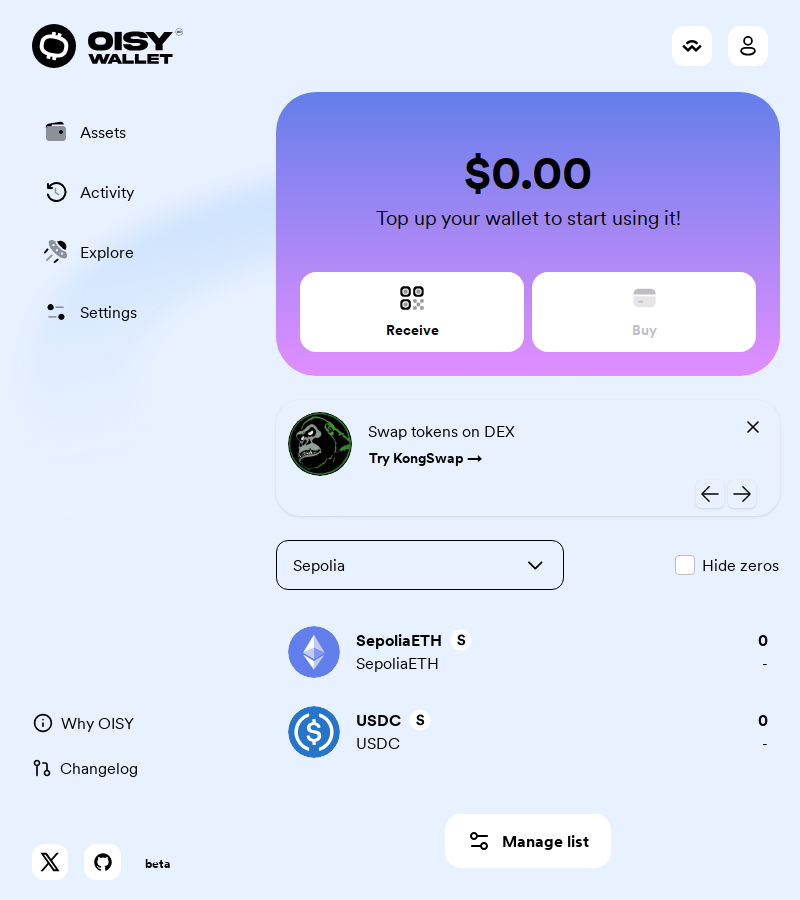 OISY
WALLET
Assets
Activity
Explore
Settings
$0.00
Top up your wallet to start using it!
Receive
Buy
Swap tokens on DEX
Try KongSwap →
Sepolia
Hide zeros
SepoliaETH S 0
SepoliaETH -
USDC S 0
USDC -
Why OISY
Changelog
Manage list
beta